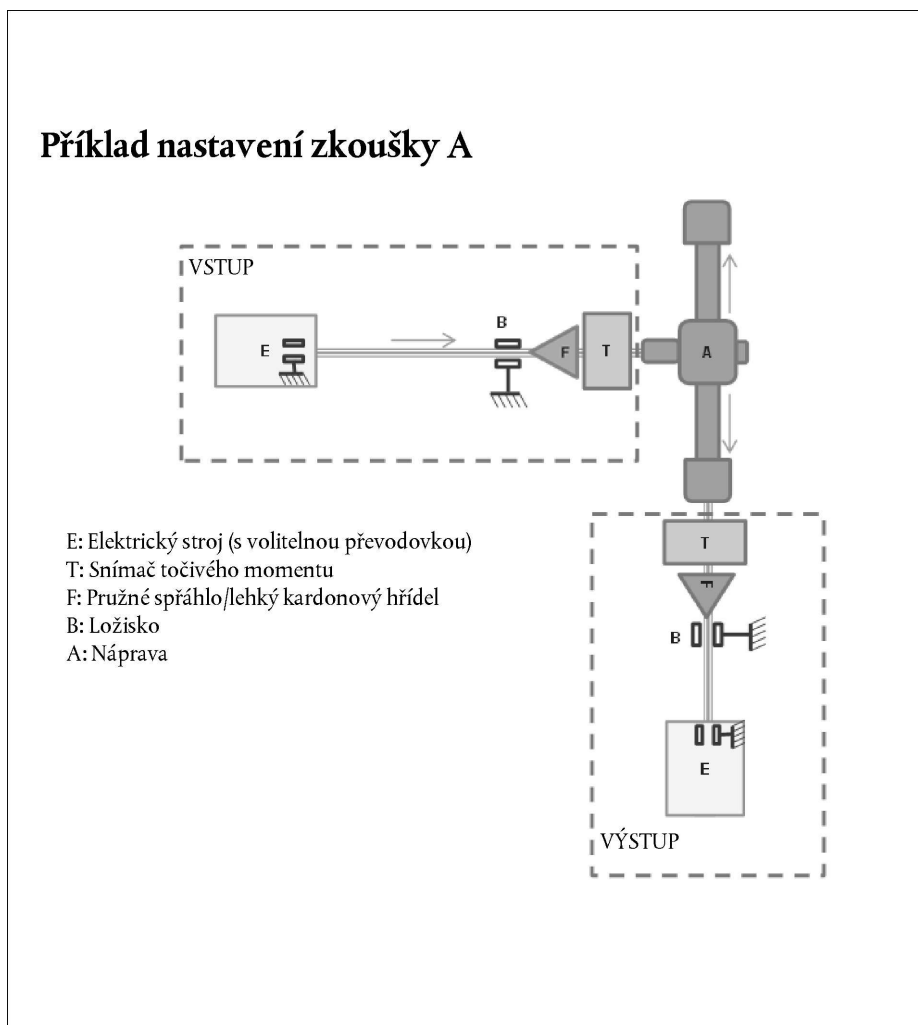 Příklad nastavení zkoušky A
VSTUP
E
B
F
T
A
E: Elektrický stroj (s volitelnou převodovkou)
T: Snímač točivého momentu
F: Pružné spřáhlo/lehký kardonový hřídel
B: Ložisko
A: Náprava
T
F
B
E
VÝSTUP